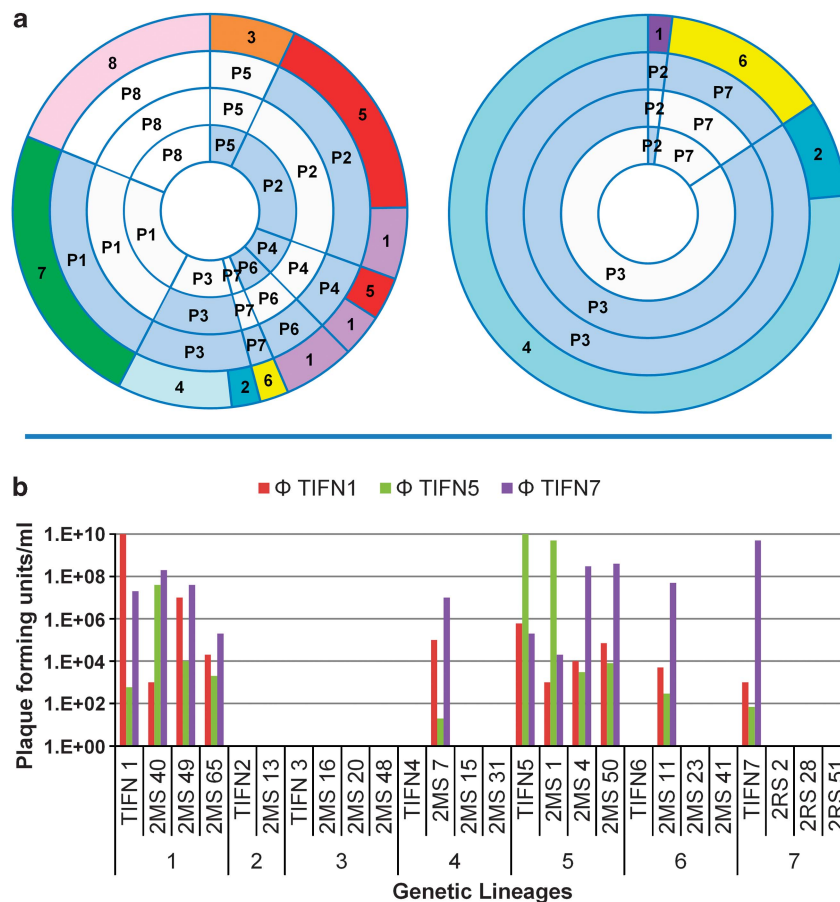 a
8
3
5
1
5
1
1
6
2
4
7
P8
P5
P2
P4
P6
P7
P3
P1
P8
P5
P2
P4
P6
P7
P3
P1
P8
P5
P2
P4
P6
P7
P3
P1
1
6
2
4
P2
P7
P2
P7
P2
P7
P3
P3
P3
b
Φ TIFN1 Φ TIFN5 Φ TIFN7
Plaque forming units/ml
1.E+10
1.E+08
1.E+06
1.E+04
1.E+02
1.E+00
TIFN 1
2MS 40
2MS 49
2MS 65
TIFN2
2MS 13
TIFN 3
2MS 16
2MS 20
2MS 48
TIFN4
2MS 7
2MS 15
2MS 31
TIFN5
2MS 1
2MS 4
2MS 50
TIFN6
2MS 11
2MS 23
2MS 41
TIFN7
2RS 2
2RS 28
2RS 51
1 2 3 4 5 6 7
Genetic Lineages